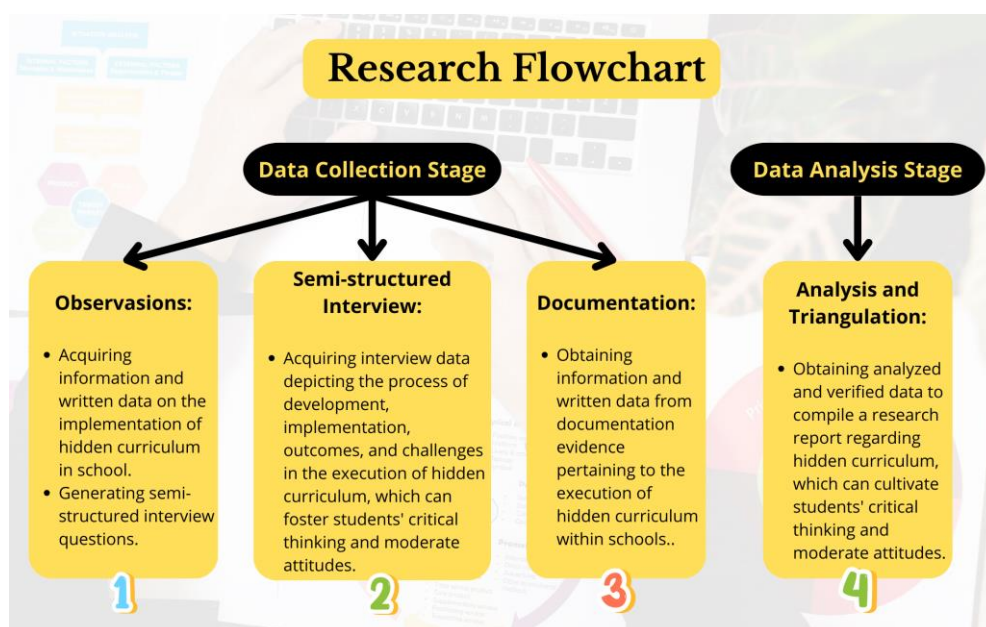 Research Flowchart
Data Collection Stage
Data Analysis Stage
Observasions:
• Acquiring
information and
written data on the
implementation of
hidden curriculum
in school.
• Generating semi-
structured interview
questions.
1
Semi-structured
Interview:
• Acquiring interview data
depicting the process of
development,
implementation,
outcomes, and challenges
in the execution of hidden
curriculum, which can
foster students' critical
thinking and moderate
attitudes.
2
Documentation:
• Obtaining
information and
written data from
documentation
evidence
pertaining to the
execution of
hidden curriculum
within schools..
3
Analysis and
Triangulation:
• Obtaining analyzed
and verified data to
compile a research
report regarding
hidden curriculum,
which can cultivate
students' critical
thinking and
moderate attitudes.
4